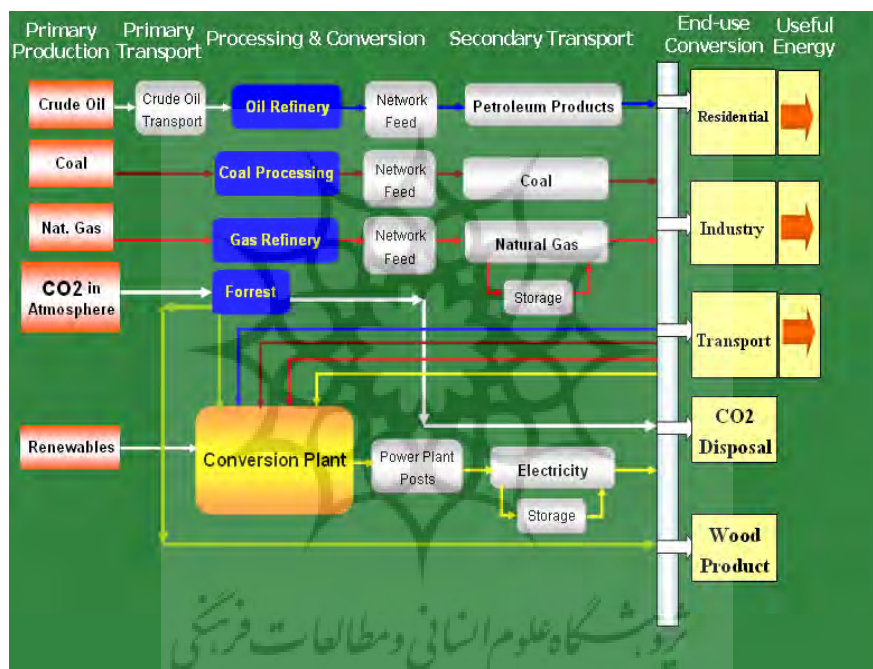 Primary Production
Primary Transport
Processing & Conversion
Secondary Transport
End-use Conversion
Useful Energy
Crude Oil
Crude Oil Transport
Oil Refinery
Network Feed
Petroleum Products
Residential
Coal
Coal Processing
Network Feed
Coal
Nat. Gas
Gas Refinery
Network Feed
Natural Gas
Storage
Industry
CO2 in Atmosphere
Forrest
Transport
CO2 Disposal
Renewables
Conversion Plant
Power Plant Posts
Electricity
Storage
Wood Product
پژوهشگاه علوم انسانی و مطالعات فرهنگی